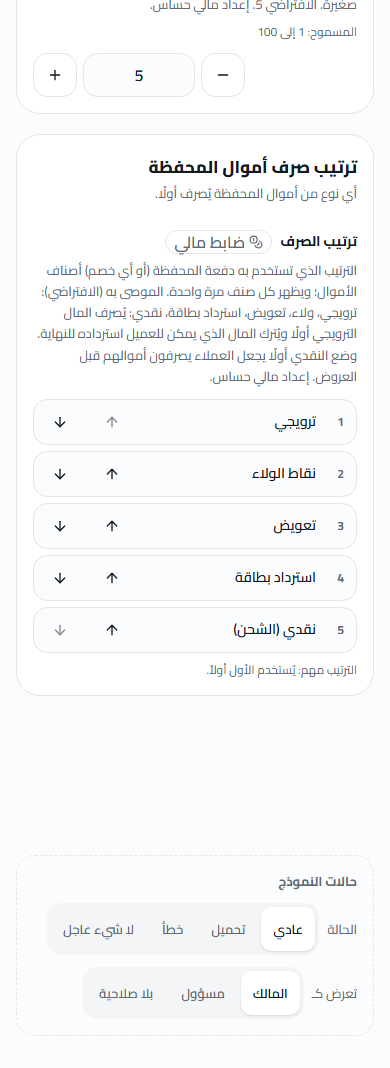 صغيرة. الافتراضي 5. إعداد مالي حساس.
المسموح: 1 إلى 100
− 5 +
ترتيب صرف أموال المحفظة
أي نوع من أموال المحفظة يُصرف أولًا.
ترتيب الصرف ضابط مالي
الترتيب الذي تستخدم به دفعة المحفظة (أو أي خصم) أصناف
الأموال؛ ويظهر كل صنف مرة واحدة. الموصى به (الافتراضي):
ترويجي، ولاء، تعويض، استرداد بطاقة، نقدي: يُصرف المال
الترويجي أولًا ويُترك المال الذي يمكن للعميل استرداده للنهاية.
وضع النقدي أولًا يجعل العملاء يصرفون أموالهم قبل
العروض. إعداد مالي حساس.
1 ترويجي
2 نقاط الولاء
3 تعويض
4 استرداد بطاقة
5 نقدي (الشحن)
الترتيب مهم: يُستخدم الأول أولاً.
حالات النموذج
الحالة عادي تحميل خطأ لا شيء عاجل
تعرض كـ المالك مسؤول بلا صلاحية